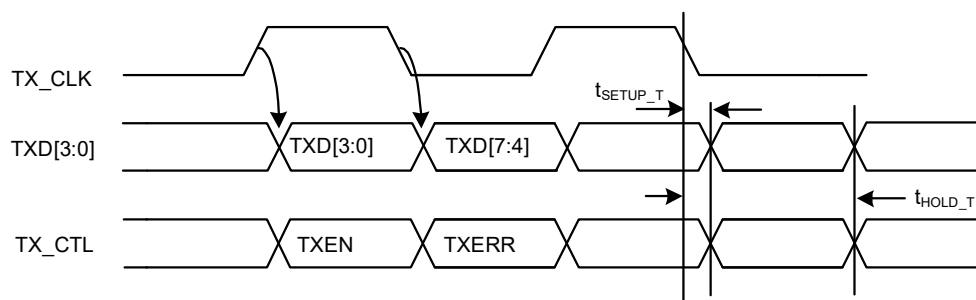 TX_CLK
tSETUP_T
TXD[3:0]
TXD[3:0]
TXD[7:4]
tHOLD_T
TX_CTL
TXEN
TXERR